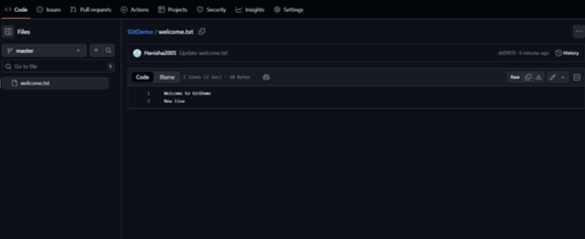 Code Issues Pull requests Actions Projects Security Insights Settings
Files
master
Go to file
welcome.txt
GitDemo / welcome.txt
Hanisha2005 Update welcome.txt
6 minutes ago History
Code Blame 2 lines (2 loc) · 28 Bytes
Raw
1 Welcome to GitDemo
2 New line